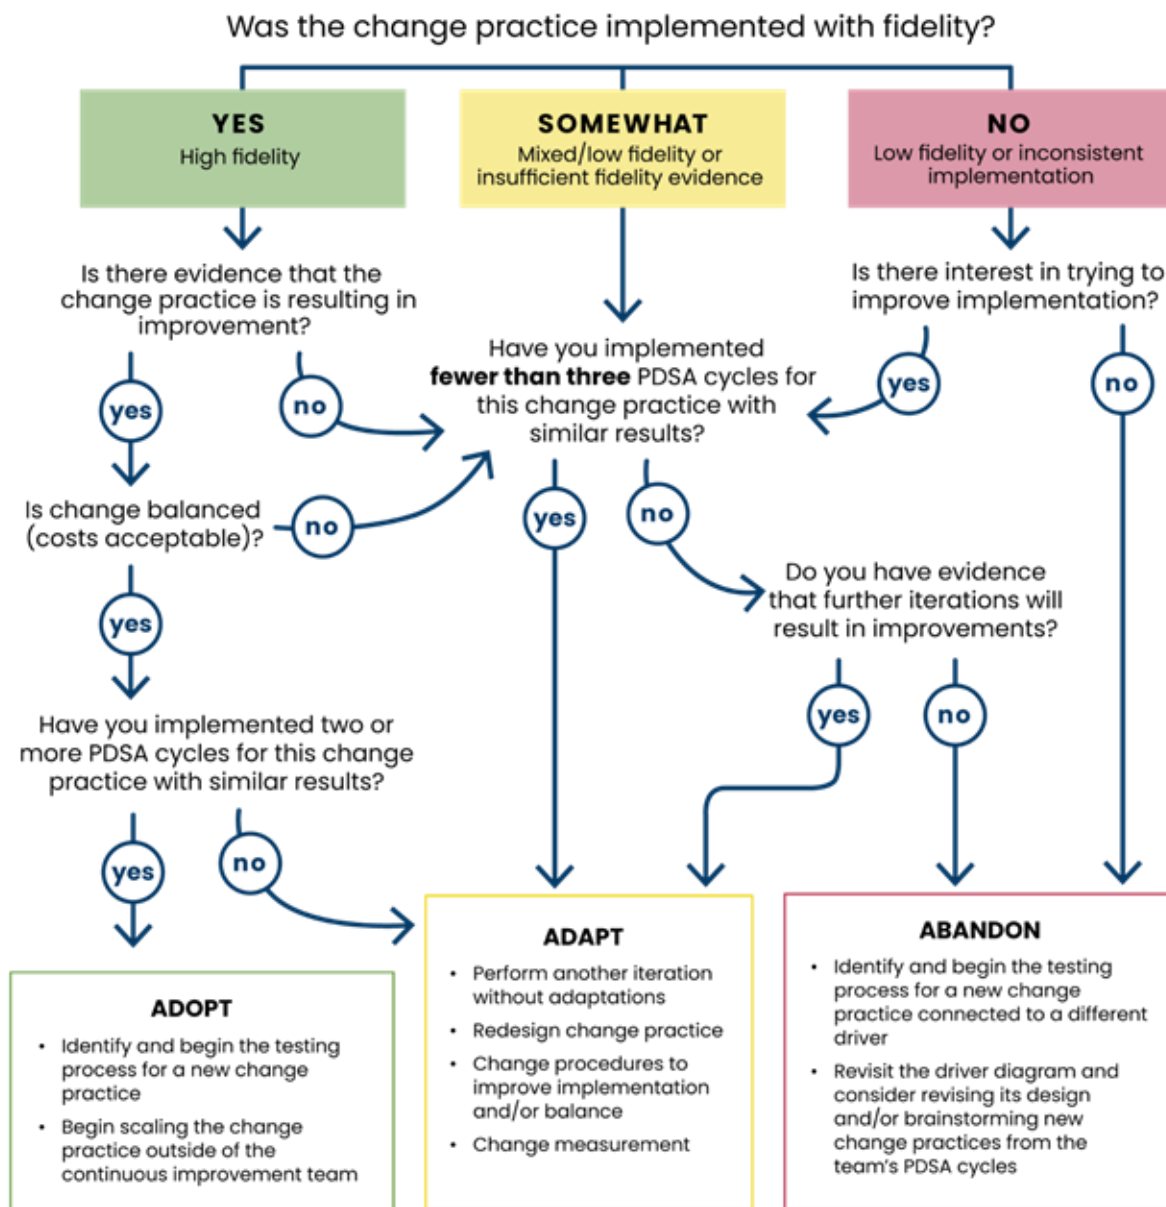 Was the change practice implemented with fidelity?
YES
High fidelity
SOMEWHAT
Mixed/low fidelity or
insufficient fidelity evidence
NO
Low fidelity or inconsistent
implementation
Is there evidence that the
change practice is resulting in
improvement?
yes
no
Is there interest in trying to
improve implementation?
yes
no
Have you implemented
fewer than three PDSA cycles for
this change practice with
similar results?
yes
no
Is change balanced
(costs acceptable)?
no
yes
Do you have evidence
that further iterations will
result in improvements?
yes
no
Have you implemented two or
more PDSA cycles for this change
practice with similar results?
yes
no
ADOPT
• Identify and begin the testing
process for a new change
practice
• Begin scaling the change
practice outside of the
continuous improvement team
ADAPT
• Perform another iteration
without adaptations
• Redesign change practice
• Change procedures to
improve implementation
and/or balance
• Change measurement
ABANDON
• Identify and begin the testing
process for a new change
practice connected to a different
driver
• Revisit the driver diagram and
consider revising its design
and/or brainstorming new
change practices from the
team's PDSA cycles